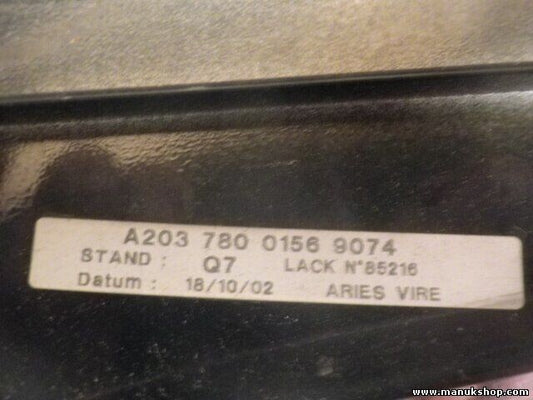 A203 780 0156 9074
STAND : Q7 LACK N°85216
Datum : 18/10/02 ARIES VIRE
www.manukshop.com